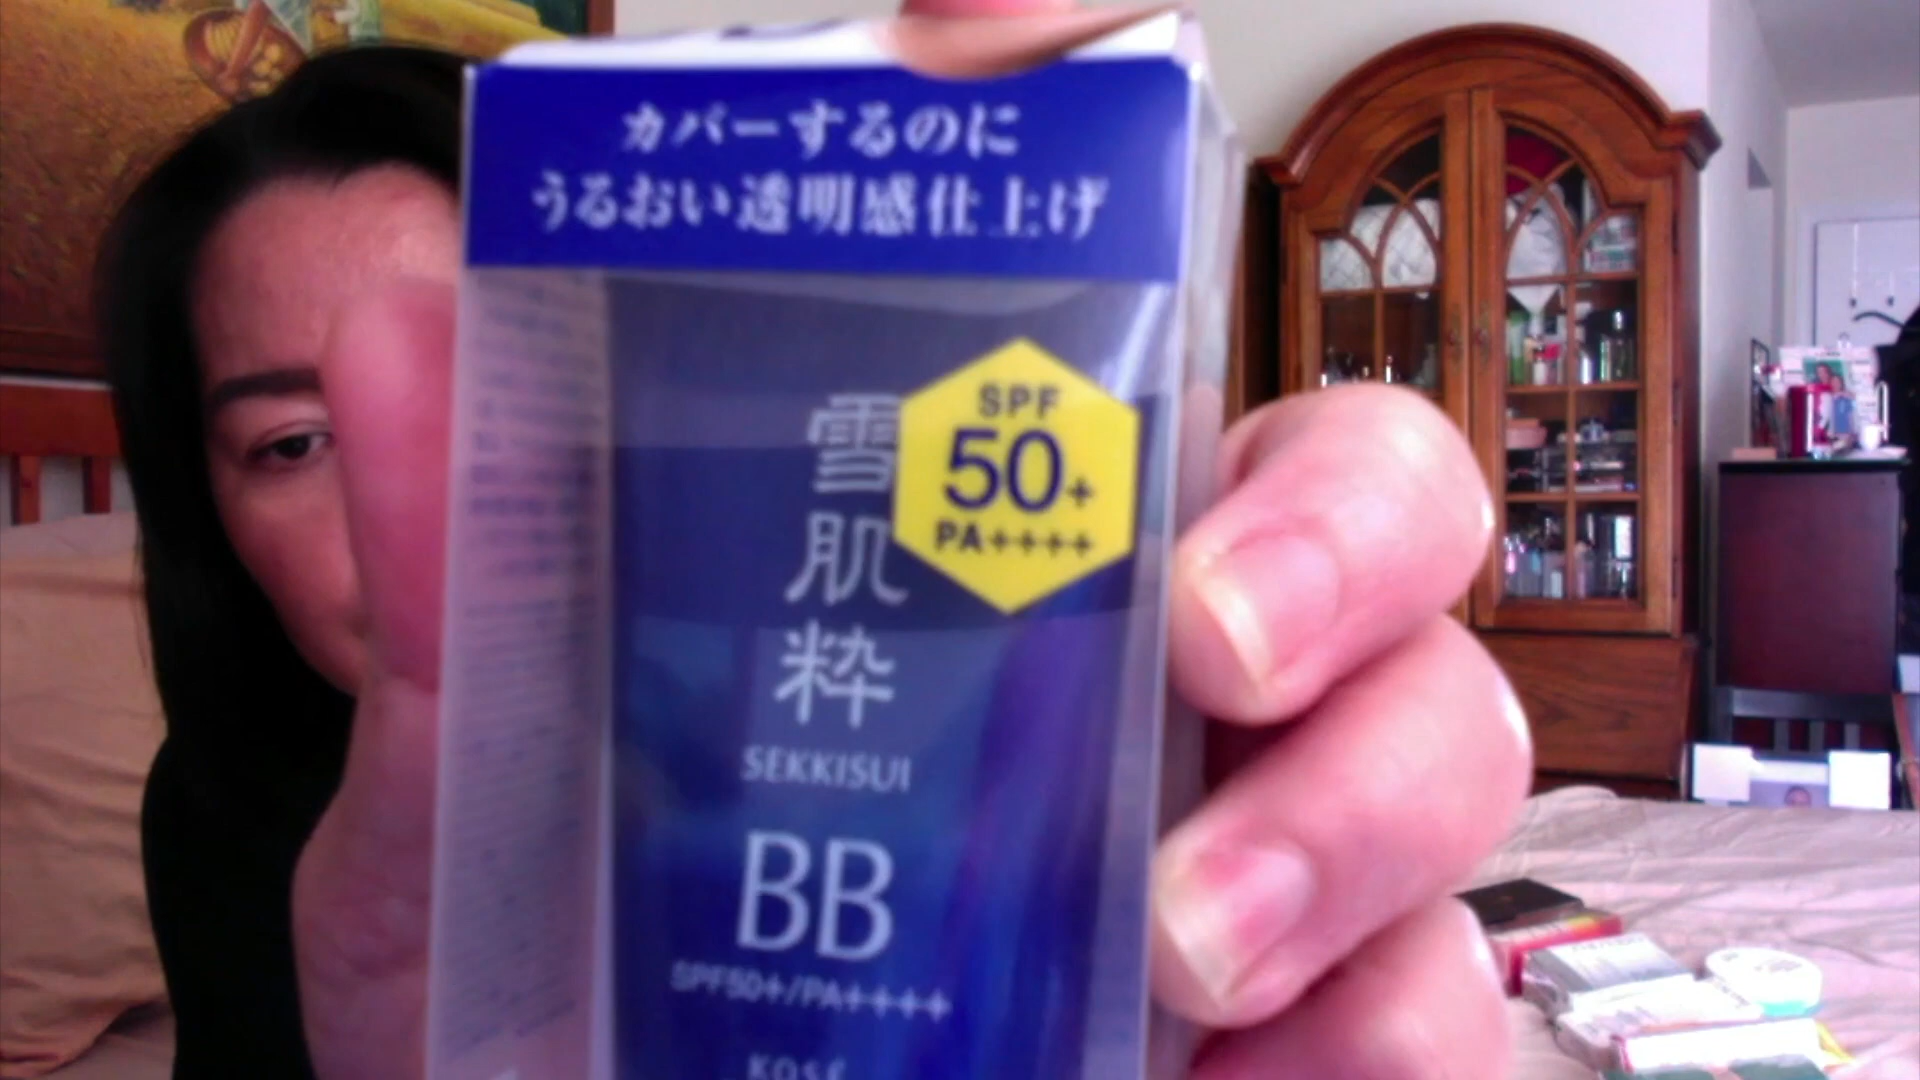 カバーするのに
うるおい透明感仕上げ
SPF
50+
PA++++
雪
肌
粋
SEKKISUI
BB
SPF50+/PA++++
KOSÉ